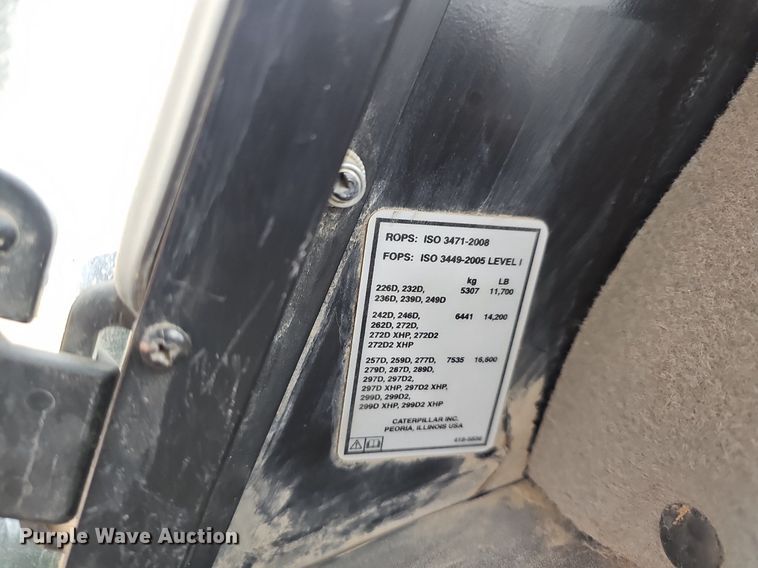 ROPS: ISO 3471-2008
FOPS: ISO 3449-2005 LEVEL I
kg LB
226D, 232D, 5307 11,700
236D, 239D, 249D
242D, 246D, 6441 14,200
262D, 272D,
272D XHP, 272D2
272D2 XHP
257D, 259D, 277D, 7535 16,600
279D, 287D, 289D,
297D, 297D2,
297D XHP, 297D2 XHP,
299D, 299D2,
299D XHP, 299D2 XHP
CATERPILLAR INC.
PEORIA, ILLINOIS USA
Purple Wave Auction®